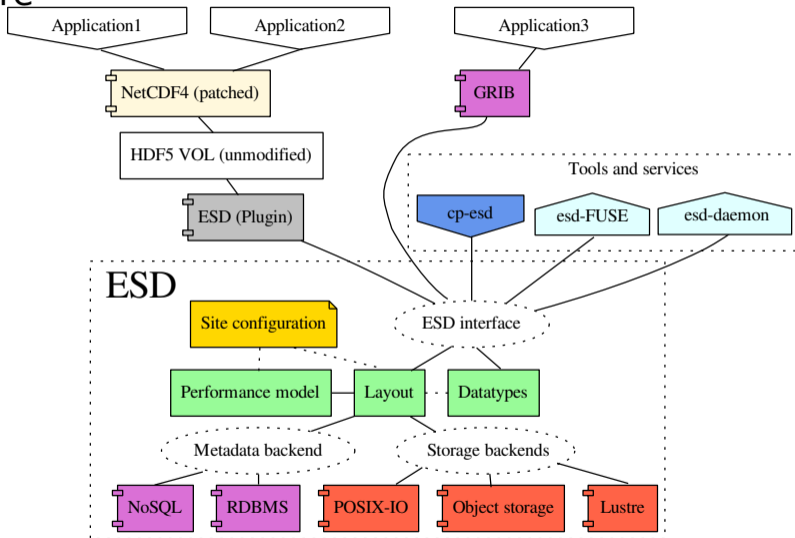 Application1
Application2
Application3
NetCDF4 (patched)
GRIB
HDF5 VOL (unmodified)
Tools and services
ESD (Plugin)
cp-esd
esd-FUSE
esd-daemon
ESD
Site configuration
ESD interface
Performance model
Layout
Datatypes
Metadata backend
Storage backends
NoSQL
RDBMS
POSIX-IO
Object storage
Lustre